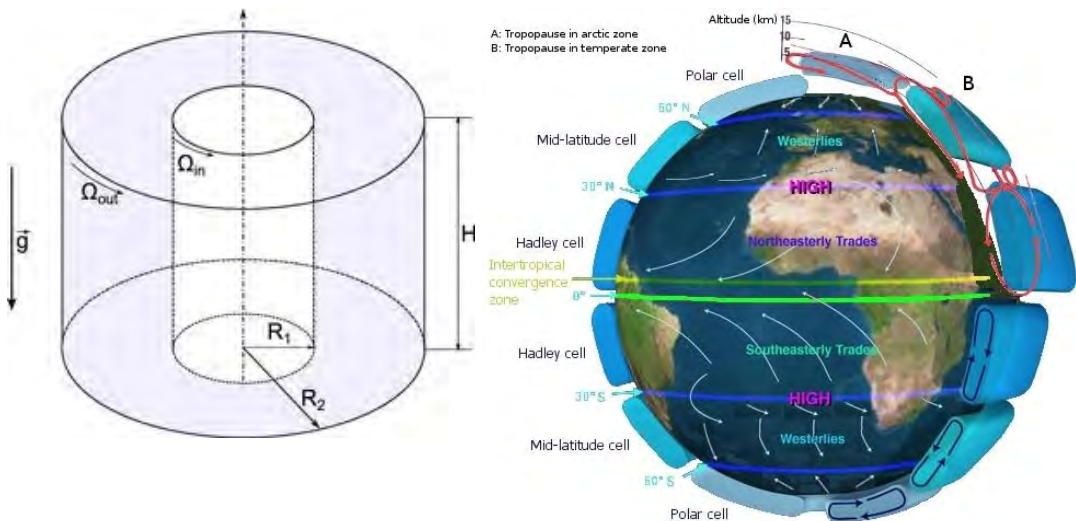 Ω_in
Ω_out
g
H
R_1
R_2
Altitude (km)
15
10
5
A: Tropopause in arctic zone
B: Tropopause in temperate zone
A
B
Polar cell
60° N
Mid-latitude cell
Westerlies
30° N
HIGH
Hadley cell
Northeasterly Trades
Intertropical
convergence
zone
0°
Hadley cell
Southeasterly Trades
30° S
HIGH
Mid-latitude cell
Westerlies
60° S
Polar cell